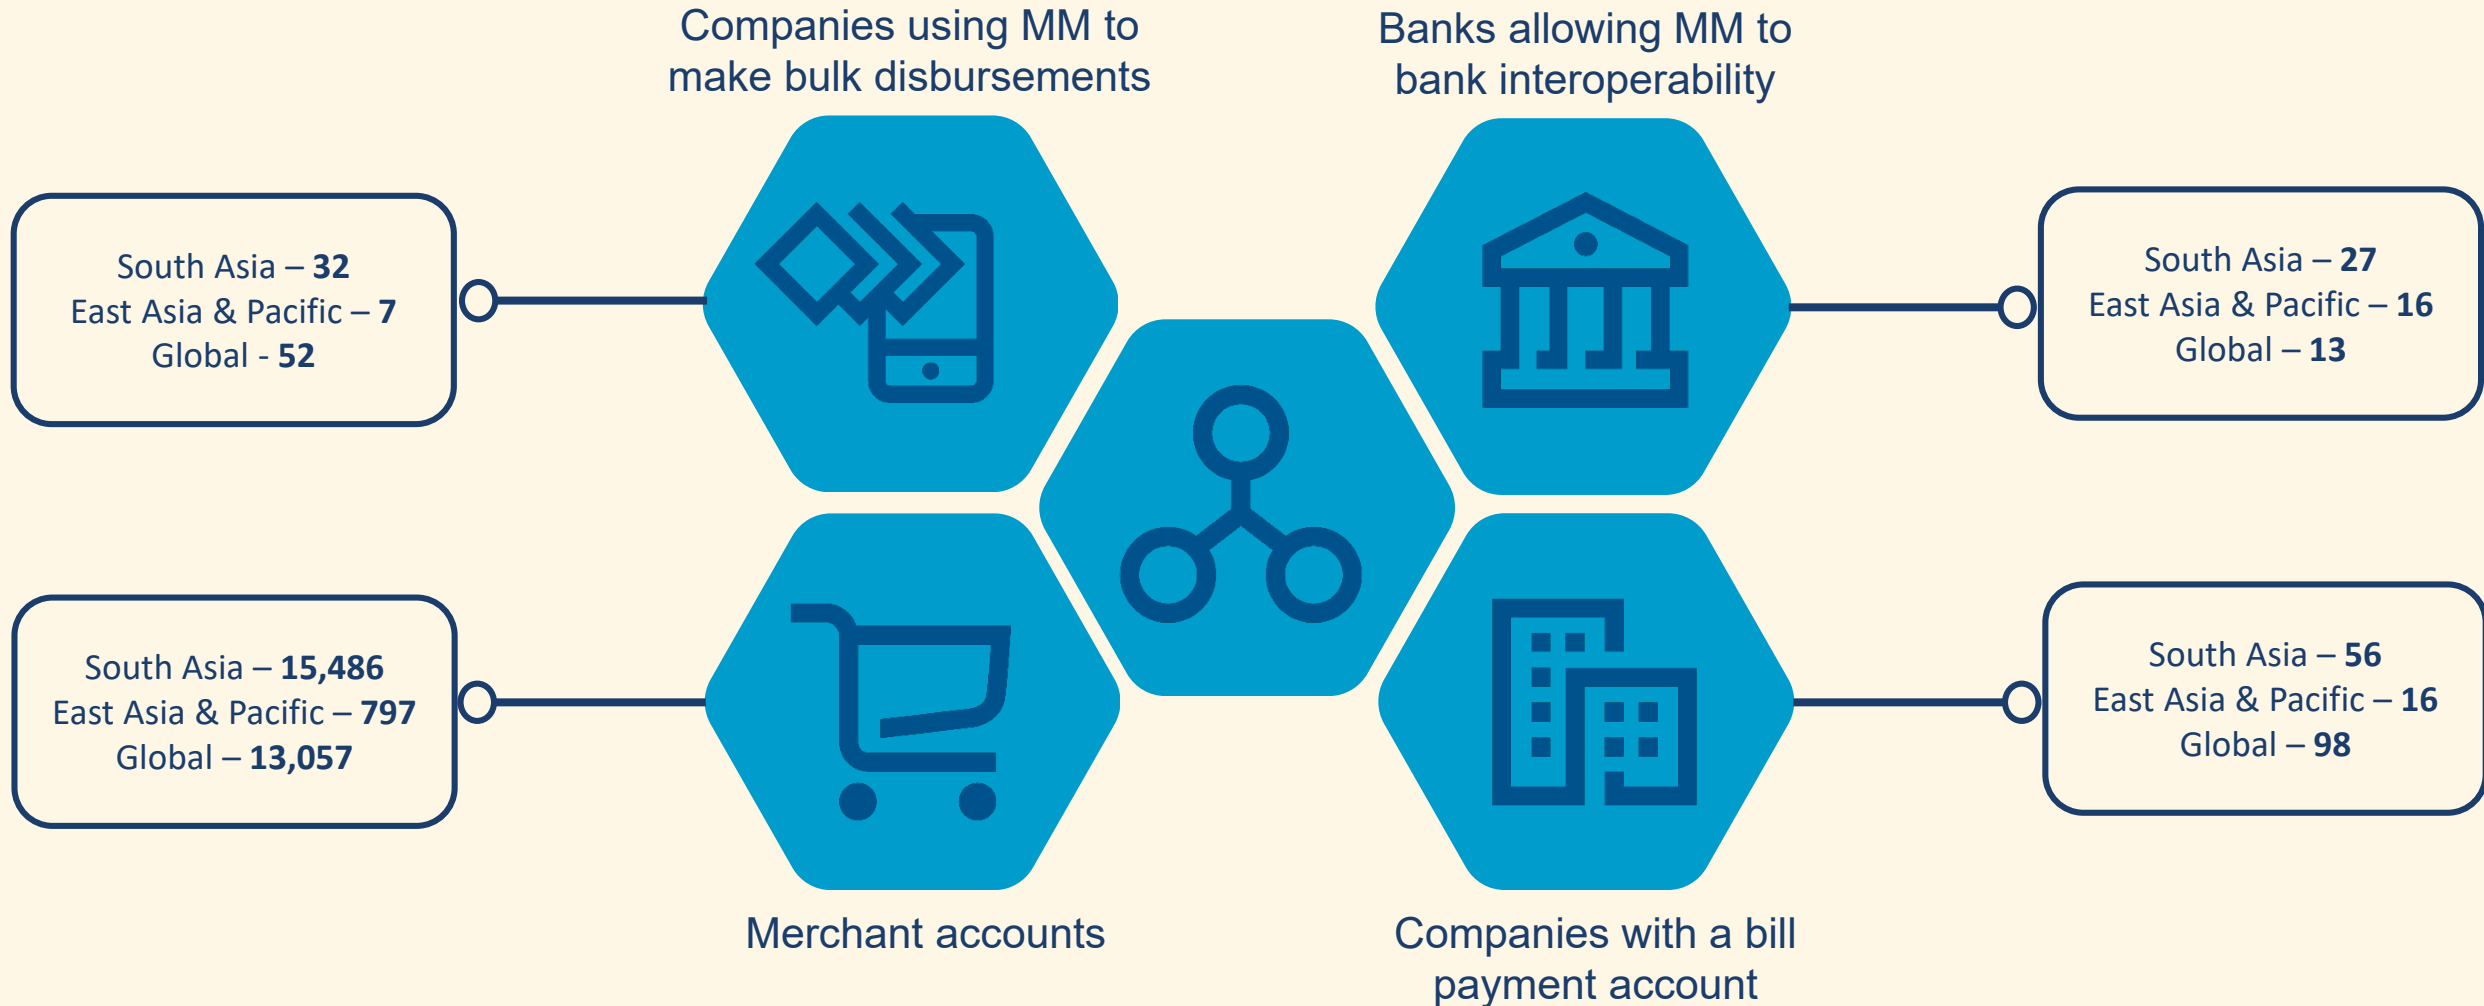 Companies using MM to
make bulk disbursements
Banks allowing MM to
bank interoperability
South Asia – 32
East Asia & Pacific – 7
Global - 52
South Asia – 27
East Asia & Pacific – 16
Global – 13
South Asia – 15,486
East Asia & Pacific – 797
Global – 13,057
South Asia – 56
East Asia & Pacific – 16
Global – 98
Merchant accounts
Companies with a bill
payment account